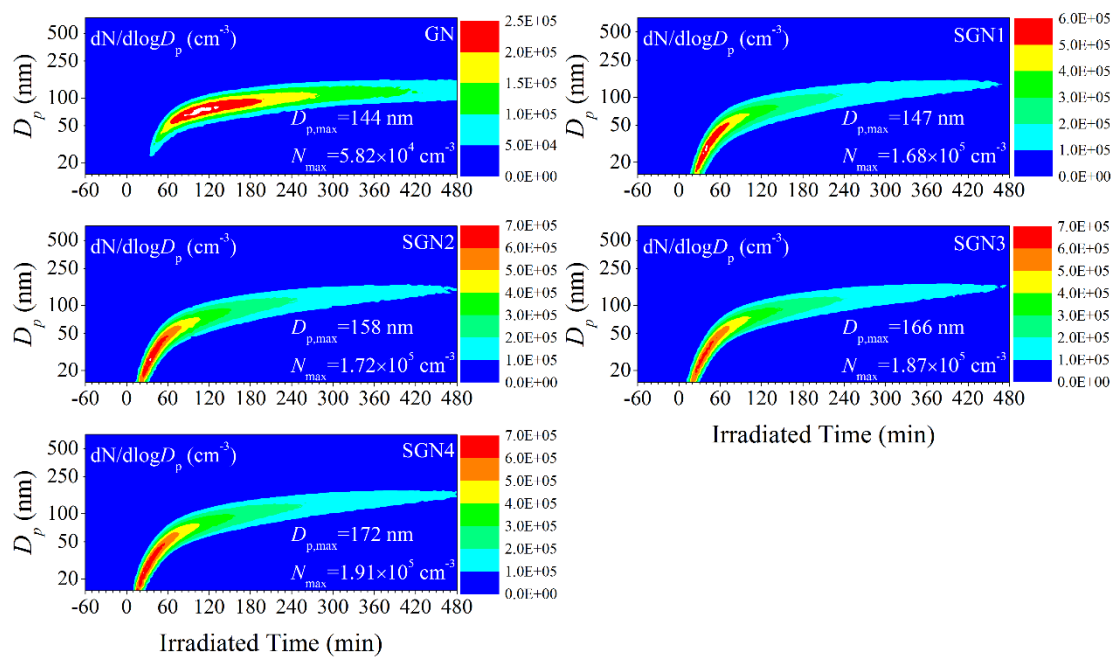 dN/dlogDp (cm-3) GN
Dp (nm)
500
250
100
50
20
Dp,max=144 nm
Nmax=5.82×10^4 cm-3
-60 0 60 120 180 240 300 360 420 480
2.5E+05
2.0E+05
1.5E+05
1.0E+05
5.0E+04
0.0E+00
dN/dlogDp (cm-3) SGN1
Dp (nm)
500
250
100
50
20
Dp,max=147 nm
Nmax=1.68×10^5 cm-3
-60 0 60 120 180 240 300 360 420 480
6.0E+05
5.0E+05
4.0E+05
3.0E+05
2.0E+05
1.0E+05
0.0E+00
dN/dlogDp (cm-3) SGN2
Dp (nm)
500
250
100
50
20
Dp,max=158 nm
Nmax=1.72×10^5 cm-3
-60 0 60 120 180 240 300 360 420 480
7.0E+05
6.0E+05
5.0E+05
4.0E+05
3.0E+05
2.0E+05
1.0E+05
0.0E+00
dN/dlogDp (cm-3) SGN3
Dp (nm)
500
250
100
50
20
Dp,max=166 nm
Nmax=1.87×10^5 cm-3
-60 0 60 120 180 240 300 360 420 480
Irradiated Time (min)
7.0E+05
6.0E+05
5.0E+05
4.0E+05
3.0E+05
2.0E+05
1.0E+05
0.0E+00
dN/dlogDp (cm-3) SGN4
Dp (nm)
500
250
100
50
20
Dp,max=172 nm
Nmax=1.91×10^5 cm-3
-60 0 60 120 180 240 300 360 420 480
Irradiated Time (min)
7.0E+05
6.0E+05
5.0E+05
4.0E+05
3.0E+05
2.0E+05
1.0E+05
0.0E+00